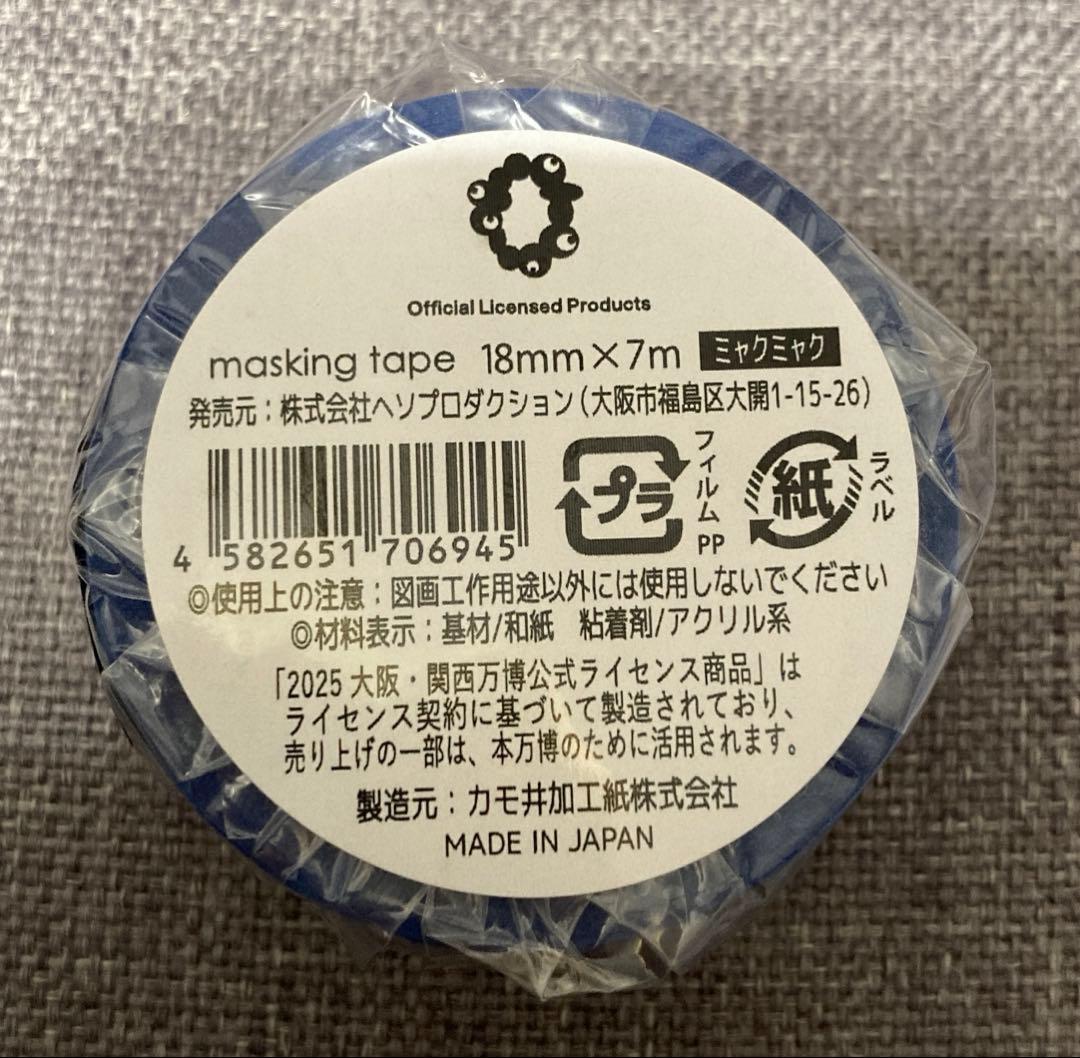 Official Licensed Products
masking tape 18mm×7m ミャクミャク
発売元：株式会社ヘソプロダクション（大阪市福島区大開1-15-26）
4 582651 706945
プラ
フィルムPP
紙
ラベル
◎使用上の注意：図画工作用途以外には使用しないでください
◎材料表示：基材/和紙　粘着剤/アクリル系
「2025 大阪・関西万博公式ライセンス商品」は
ライセンス契約に基づいて製造されており、
売り上げの一部は、本万博のために活用されます。
製造元：カモ井加工紙株式会社
MADE IN JAPAN